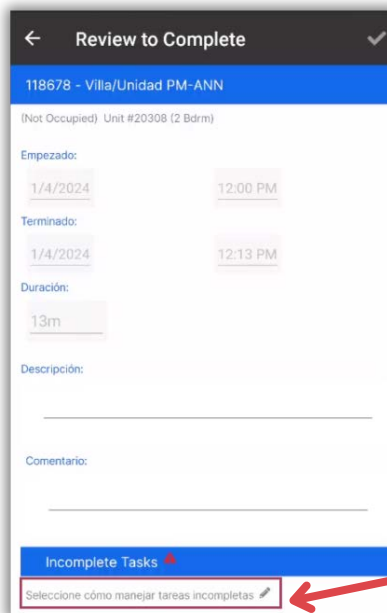 Review to Complete
118678 - Villa/Unidad PM-ANN
(Not Occupied) Unit #20308 (2 Bdrm)
Empezado:
1/4/2024 12:00 PM
Terminado:
1/4/2024 12:13 PM
Duración:
13m
Descripción:
Comentario:
Incomplete Tasks
Seleccione cómo manejar tareas incompletas